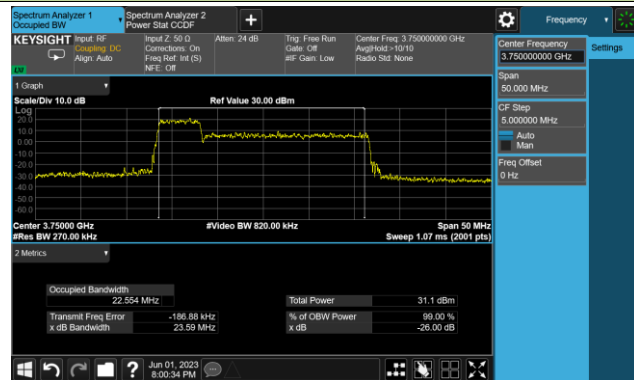 Spectrum Analyzer 1
Occupied BW
Spectrum Analyzer 2
Power Stat CCDF
+
Frequency
KEYSIGHT
Input: RF
Coupling: DC
Align: Auto
Input Z: 50 Ω
Corrections: On
Freq Ref: Int (S)
NFE: Off
Atten: 24 dB
Trig: Free Run
Gate: Off
#IF Gain: Low
Center Freq: 3.750000000 GHz
Avg|Hold:>10/10
Radio Std: None
Center Frequency
3.750000000 GHz
Settings
Span
50.000 MHz
CF Step
5.000000 MHz
Auto
Man
Freq Offset
0 Hz
1 Graph
Scale/Div 10.0 dB
Ref Value 30.00 dBm
Log
20.0
10.0
0.00
-10.0
-20.0
-30.0
-40.0
-50.0
-60.0
Center 3.75000 GHz
#Video BW 820.00 kHz
Span 50 MHz
#Res BW 270.00 kHz
Sweep 1.07 ms (2001 pts)
2 Metrics
Occupied Bandwidth
22.554 MHz
Total Power
31.1 dBm
Transmit Freq Error
-186.88 kHz
% of OBW Power
99.00 %
x dB Bandwidth
23.59 MHz
x dB
-26.00 dB
?
Jun 01, 2023
8:00:34 PM